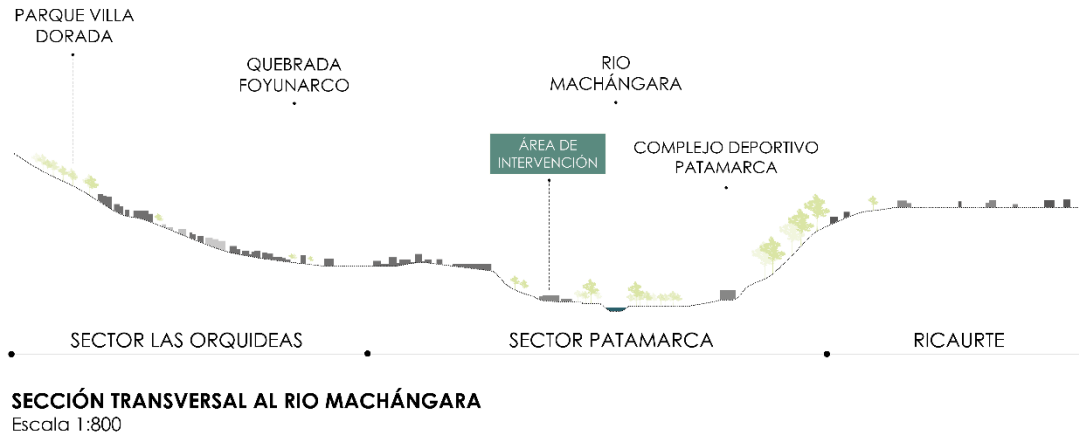 PARQUE VILLA
DORADA
QUEBRADA
FOYUNARCO
RIO
MACHÁNGARA
ÁREA DE
INTERVENCIÓN
COMPLEJO DEPORTIVO
PATAMARCA
SECTOR LAS ORQUIDEAS
SECTOR PATAMARCA
RICAURTE
SECCIÓN TRANSVERSAL AL RIO MACHÁNGARA
Escala 1:800